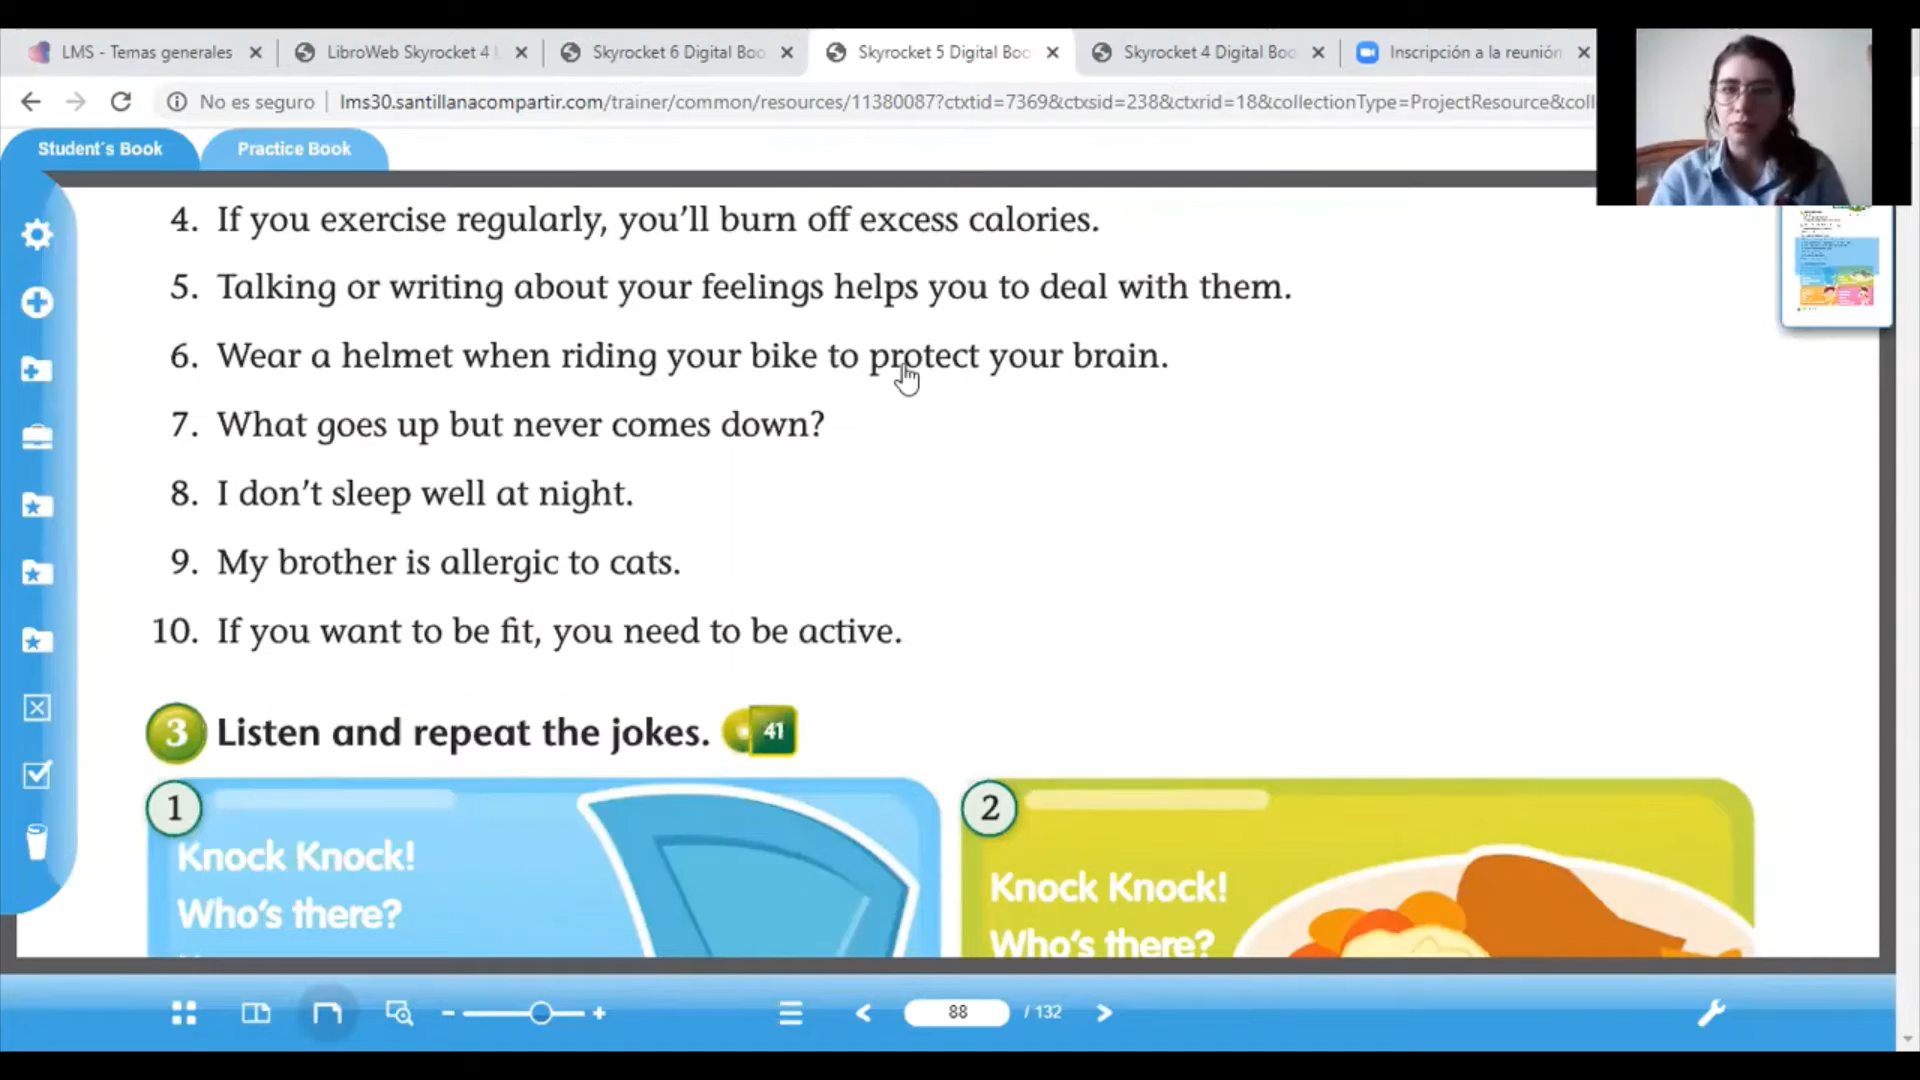 LMS - Temas generales
LibroWeb Skyrocket 4
Skyrocket 6 Digital Boo
Skyrocket 5 Digital Boo
Skyrocket 4 Digital Boo
Inscripción a la reunión
No es seguro
lms30.santillanacompartir.com/trainer/common/resources/11380087?ctxtid=7369&ctxsid=238&ctxrid=18&collectionType=ProjectResource&coll
Student´s Book
Practice Book
4. If you exercise regularly, you’ll burn off excess calories.
5. Talking or writing about your feelings helps you to deal with them.
6. Wear a helmet when riding your bike to protect your brain.
7. What goes up but never comes down?
8. I don’t sleep well at night.
9. My brother is allergic to cats.
10. If you want to be fit, you need to be active.
3 Listen and repeat the jokes. 41
1
Knock Knock!
Who’s there?
2
Knock Knock!
Who’s there?
88 / 132